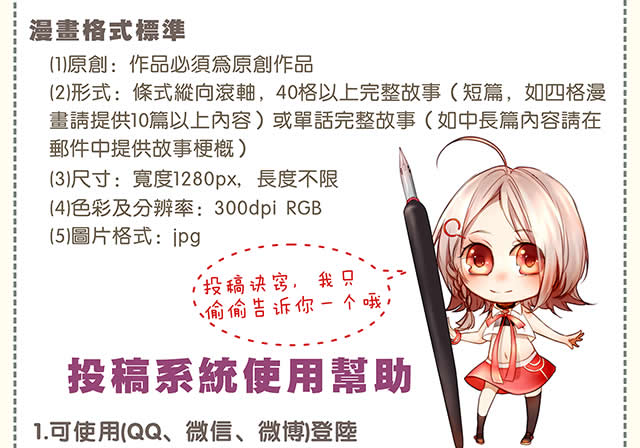 漫畫格式標準
(1)原創：作品必須為原創作品
(2)形式：條式縱向滾軸，40格以上完整故事（短篇，如四格漫
畫請提供10篇以上內容）或單話完整故事（如中長篇內容請在
郵件中提供故事梗概）
(3)尺寸：寬度1280px，長度不限
(4)色彩及分辨率：300dpi RGB
(5)圖片格式：jpg
投稿诀窍，我只
偷偷告诉你一个哦
投稿系統使用幫助
1.可使用(QQ、微信、微博)登陸